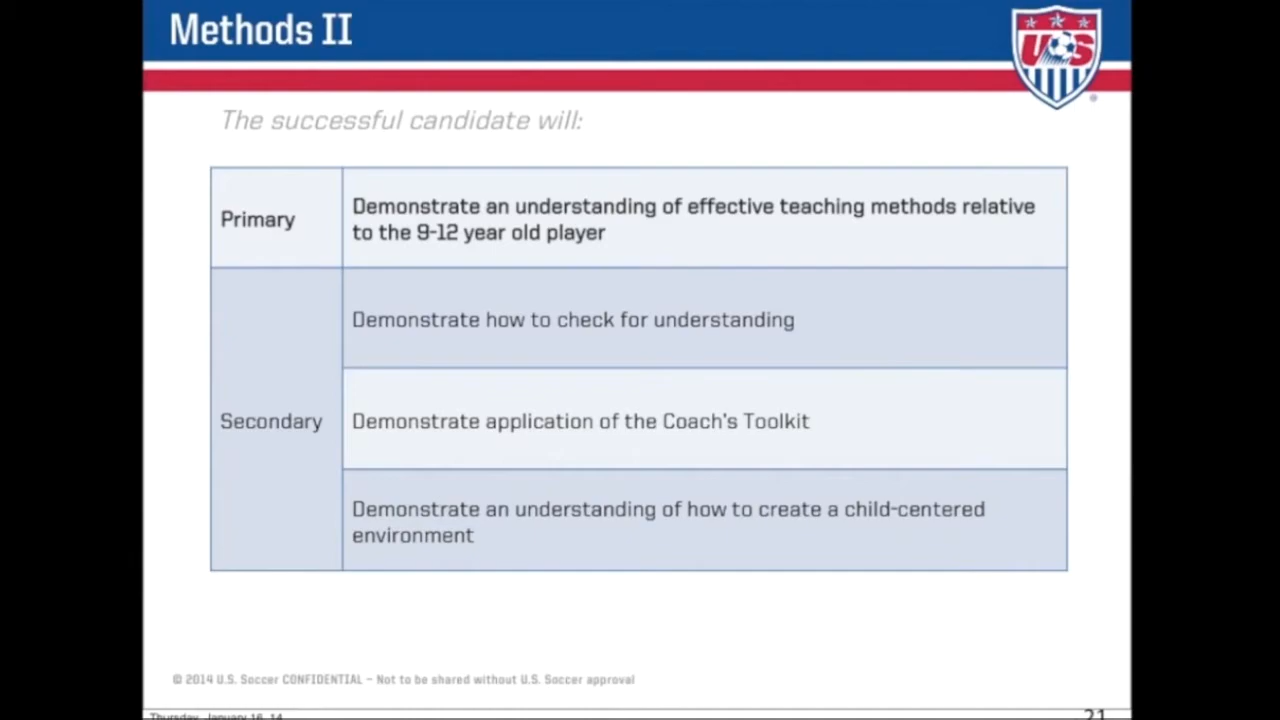 Methods II
US
®
The successful candidate will:
Primary
Demonstrate an understanding of effective teaching methods relative
to the 9-12 year old player
Secondary
Demonstrate how to check for understanding
Demonstrate application of the Coach's Toolkit
Demonstrate an understanding of how to create a child-centered
environment
© 2014 U.S. Soccer CONFIDENTIAL – Not to be shared without U.S. Soccer approval
Thursday, January 16, 14
21